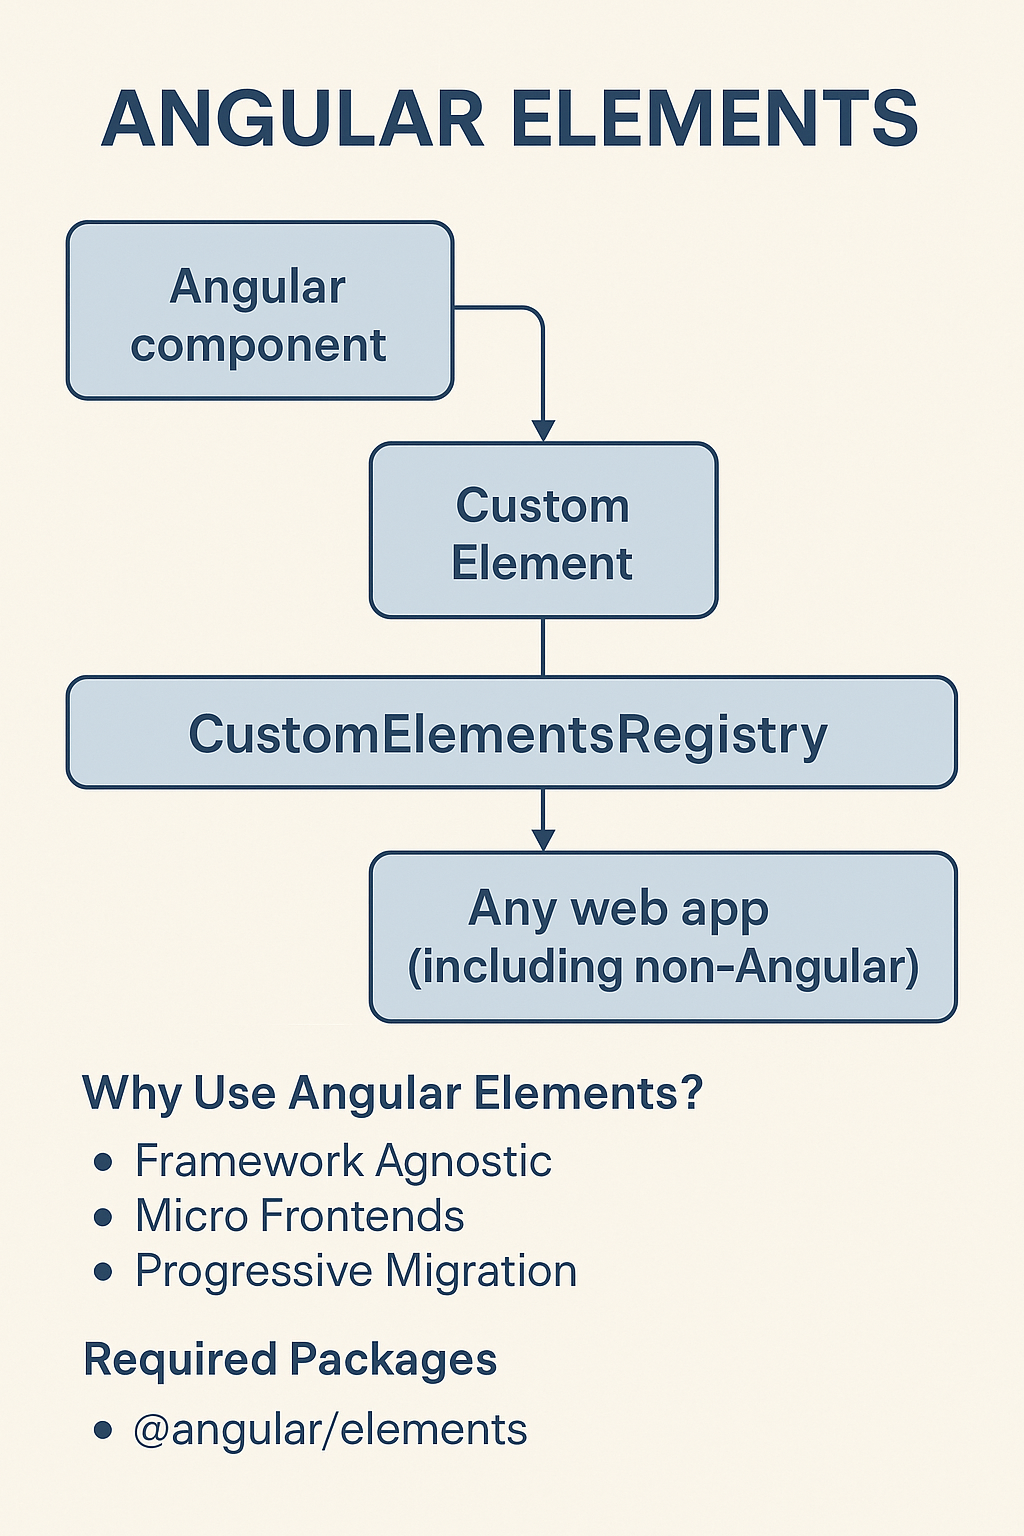 ANGULAR ELEMENTS
Angular
component
Custom
Element
CustomElementsRegistry
Any web app
(including non-Angular)
Why Use Angular Elements?
• Framework Agnostic
• Micro Frontends
• Progressive Migration
Required Packages
• @angular/elements